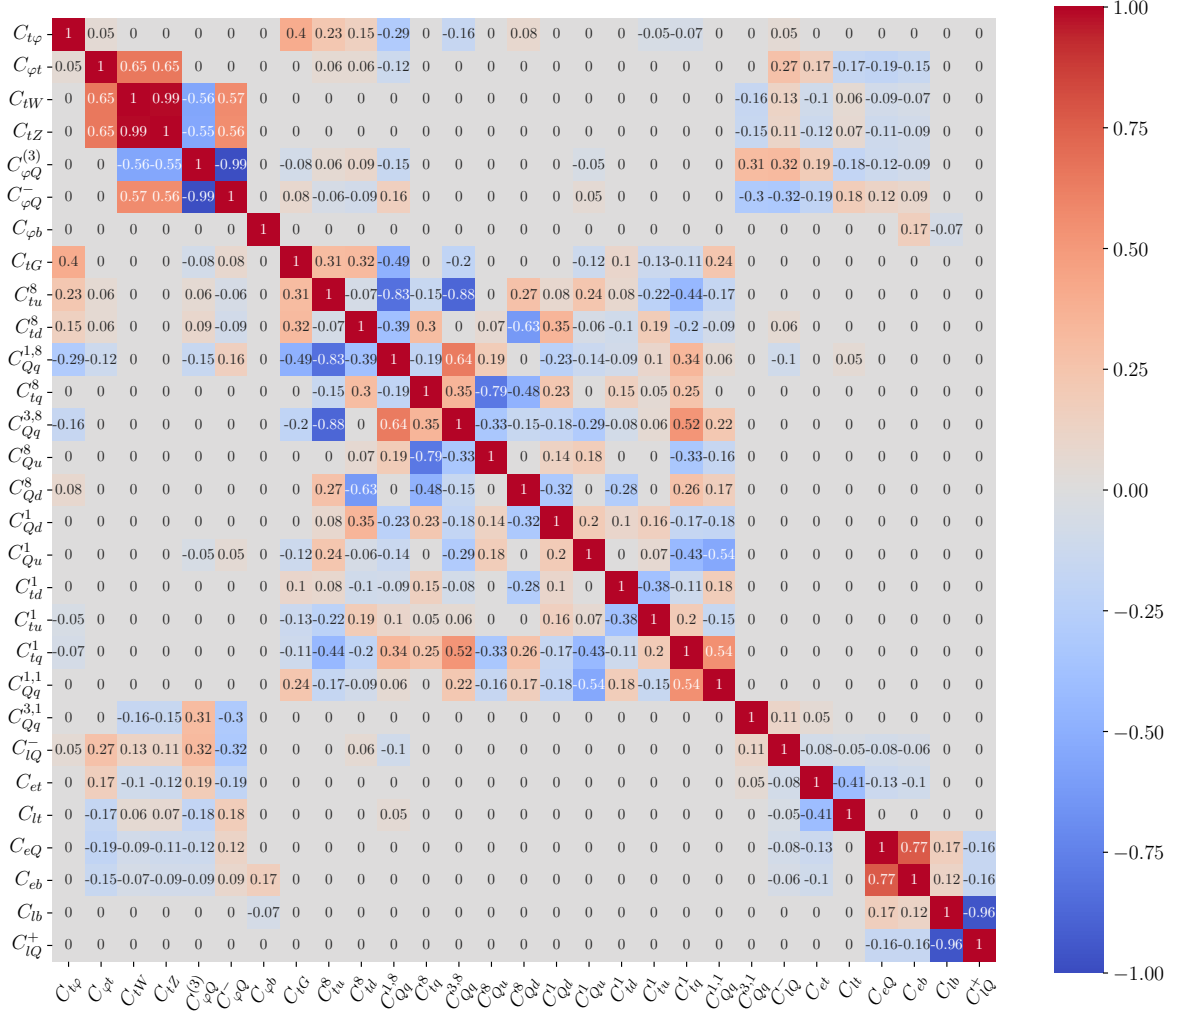 C_{tφ} 1 0.05 0 0 0 0 0 0.4 0.23 0.15 -0.29 0 -0.16 0 0.08 0 0 0 -0.05 -0.07 0 0 0.05 0 0 0 0 0 0
C_{φt} 0.05 1 0.65 0.65 0 0 0 0 0.06 0.06 -0.12 0 0 0 0 0 0 0 0 0 0 0 0.27 0.17 -0.17 -0.19 -0.15 0 0
C_{tW} 0 0.65 1 0.99 -0.56 0.57 0 0 0 0 0 0 0 0 0 0 0 0 0 0 0 -0.16 0.13 -0.1 0.06 -0.09 -0.07 0 0
C_{tZ} 0 0.65 0.99 1 -0.55 0.56 0 0 0 0 0 0 0 0 0 0 0 0 0 0 0 -0.15 0.11 -0.12 0.07 -0.11 -0.09 0 0
C_{φQ}^{(3)} 0 0 -0.56 -0.55 1 -0.99 0 -0.08 0.06 0.09 -0.15 0 0 0 0 0 -0.05 0 0 0 0 0.31 0.32 0.19 -0.18 -0.12 -0.09 0 0
C_{φQ}^{-} 0 0 0.57 0.56 -0.99 1 0 0.08 -0.06 -0.09 0.16 0 0 0 0 0 0.05 0 0 0 0 -0.3 -0.32 -0.19 0.18 0.12 0.09 0 0
C_{φb} 0 0 0 0 0 0 1 0 0 0 0 0 0 0 0 0 0 0 0 0 0 0 0 0 0 0 0.17 -0.07 0
C_{tG} 0.4 0 0 0 -0.08 0.08 0 1 0.31 0.32 -0.49 0 -0.2 0 0 0 -0.12 0.1 -0.13 -0.11 0.24 0 0 0 0 0 0 0 0
C_{tu}^{8} 0.23 0.06 0 0 0.06 -0.06 0 0.31 1 -0.07 -0.83 -0.15 -0.88 0 0.27 0.08 0.24 0.08 -0.22 -0.44 -0.17 0 0 0 0 0 0 0 0
C_{td}^{8} 0.15 0.06 0 0 0.09 -0.09 0 0.32 -0.07 1 -0.39 0.3 0 0.07 -0.63 0.35 -0.06 -0.1 0.19 -0.2 -0.09 0 0.06 0 0 0 0 0 0
C_{Qq}^{1,8} -0.29 -0.12 0 0 -0.15 0.16 0 -0.49 -0.83 -0.39 1 -0.19 0.64 0.19 0 -0.23 -0.14 -0.09 0.1 0.34 0.06 0 -0.1 0 0.05 0 0 0 0
C_{tq}^{8} 0 0 0 0 0 0 0 0 -0.15 0.3 -0.19 1 0.35 -0.79 -0.48 0.23 0 0.15 0.05 0.25 0 0 0 0 0 0 0 0 0
C_{Qq}^{3,8} -0.16 0 0 0 0 0 0 -0.2 -0.88 0 0.64 0.35 1 -0.33 -0.15 -0.18 -0.29 -0.08 0.06 0.52 0.22 0 0 0 0 0 0 0 0
C_{Qu}^{8} 0 0 0 0 0 0 0 0 0 0.07 0.19 -0.79 -0.33 1 0 0.14 0.18 0 0 -0.33 -0.16 0 0 0 0 0 0 0 0
C_{Qd}^{8} 0.08 0 0 0 0 0 0 0 0.27 -0.63 0 -0.48 -0.15 0 1 -0.32 0 -0.28 0 0.26 0.17 0 0 0 0 0 0 0 0
C_{Qd}^{1} 0 0 0 0 0 0 0 0 0.08 0.35 -0.23 0.23 -0.18 0.14 -0.32 1 0.2 0.1 0.16 -0.17 -0.18 0 0 0 0 0 0 0 0
C_{Qu}^{1} 0 0 0 0 -0.05 0.05 0 -0.12 0.24 -0.06 -0.14 0 -0.29 0.18 0 0.2 1 0 0.07 -0.43 -0.54 0 0 0 0 0 0 0 0
C_{td}^{1} 0 0 0 0 0 0 0 0.1 0.08 -0.1 -0.09 0.15 -0.08 0 -0.28 0.1 0 1 -0.38 -0.11 0.18 0 0 0 0 0 0 0 0
C_{tu}^{1} -0.05 0 0 0 0 0 0 -0.13 -0.22 0.19 0.1 0.05 0.06 0 0 0.16 0.07 -0.38 1 0.2 -0.15 0 0 0 0 0 0 0 0
C_{tq}^{1} -0.07 0 0 0 0 0 0 -0.11 -0.44 -0.2 0.34 0.25 0.52 -0.33 0.26 -0.17 -0.43 -0.11 0.2 1 0.54 0 0 0 0 0 0 0 0
C_{Qq}^{1,1} 0 0 0 0 0 0 0 0.24 -0.17 -0.09 0.06 0 0.22 -0.16 0.17 -0.18 -0.54 0.18 -0.15 0.54 1 0 0 0 0 0 0 0 0
C_{Qq}^{3,1} 0 0 -0.16 -0.15 0.31 -0.3 0 0 0 0 0 0 0 0 0 0 0 0 0 0 0 1 0.11 0.05 0 0 0 0 0
C_{lQ}^{-} 0.05 0.27 0.13 0.11 0.32 -0.32 0 0 0 0.06 -0.1 0 0 0 0 0 0 0 0 0 0 0.11 1 -0.08 -0.05 -0.08 -0.06 0 0
C_{et} 0 0.17 -0.1 -0.12 0.19 -0.19 0 0 0 0 0 0 0 0 0 0 0 0 0 0 0 0.05 -0.08 1 -0.41 -0.13 -0.1 0 0
C_{lt} 0 -0.17 0.06 0.07 -0.18 0.18 0 0 0 0 0.05 0 0 0 0 0 0 0 0 0 0 0 -0.05 -0.41 1 0 0 0 0
C_{eQ} 0 -0.19 -0.09 -0.11 -0.12 0.12 0 0 0 0 0 0 0 0 0 0 0 0 0 0 0 0 -0.08 -0.13 0 1 0.77 0.17 -0.16
C_{eb} 0 -0.15 -0.07 -0.09 -0.09 0.09 0.17 0 0 0 0 0 0 0 0 0 0 0 0 0 0 0 -0.06 -0.1 0 0.77 1 0.12 -0.16
C_{lb} 0 0 0 0 0 0 -0.07 0 0 0 0 0 0 0 0 0 0 0 0 0 0 0 0 0 0 0.17 0.12 1 -0.96
C_{lQ}^{+} 0 0 0 0 0 0 0 0 0 0 0 0 0 0 0 0 0 0 0 0 0 0 0 0 0 -0.16 -0.16 -0.96 1
C_{tφ} C_{φt} C_{tW} C_{tZ} C_{φQ}^{(3)} C_{φQ}^{-} C_{φb} C_{tG} C_{tu}^{8} C_{td}^{8} C_{Qq}^{1,8} C_{tq}^{8} C_{Qq}^{3,8} C_{Qu}^{8} C_{Qd}^{8} C_{Qd}^{1} C_{Qu}^{1} C_{td}^{1} C_{tu}^{1} C_{tq}^{1} C_{Qq}^{1,1} C_{Qq}^{3,1} C_{lQ}^{-} C_{et} C_{lt} C_{eQ} C_{eb} C_{lb} C_{lQ}^{+}
1.00
0.75
0.50
0.25
0.00
−0.25
−0.50
−0.75
−1.00